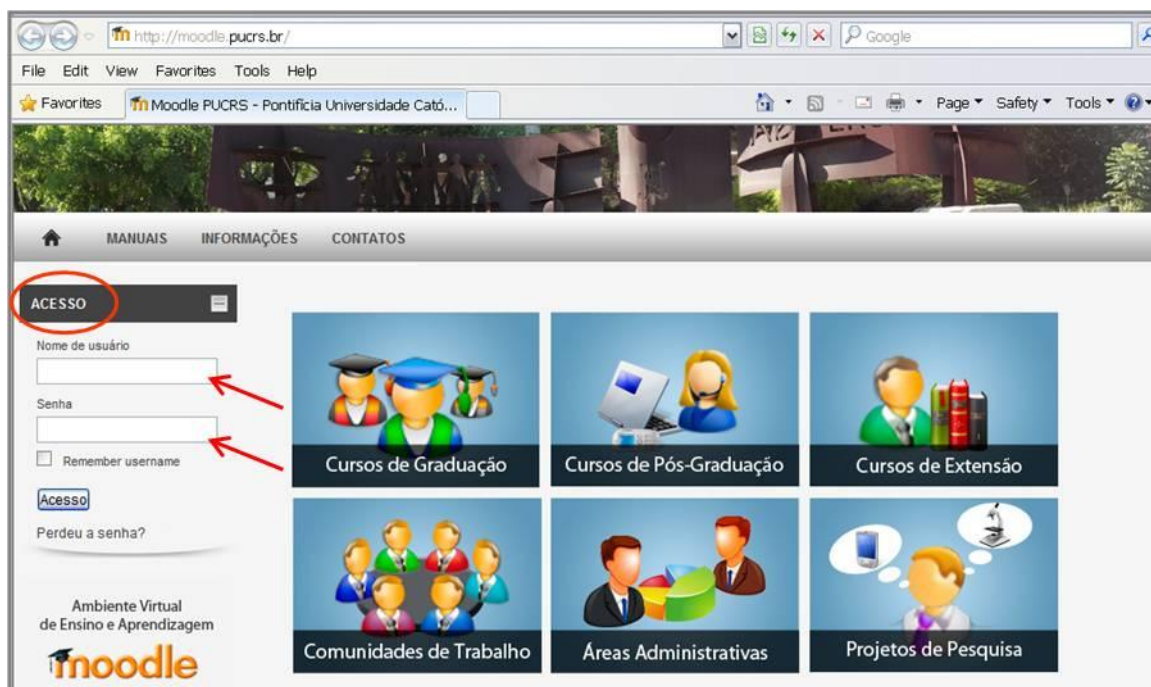 http://moodle.pucrs.br/
Google
File Edit View Favorites Tools Help
Favorites
Moodle PUCRS - Pontifícia Universidade Cató...
Page Safety Tools
MANUAIS INFORMAÇÕES CONTATOS
ACESSO
Nome de usuário
Senha
Remember username
Acesso
Perdeu a senha?
Ambiente Virtual
de Ensino e Aprendizagem
moodle
Cursos de Graduação
Cursos de Pós-Graduação
Cursos de Extensão
Comunidades de Trabalho
Áreas Administrativas
Projetos de Pesquisa